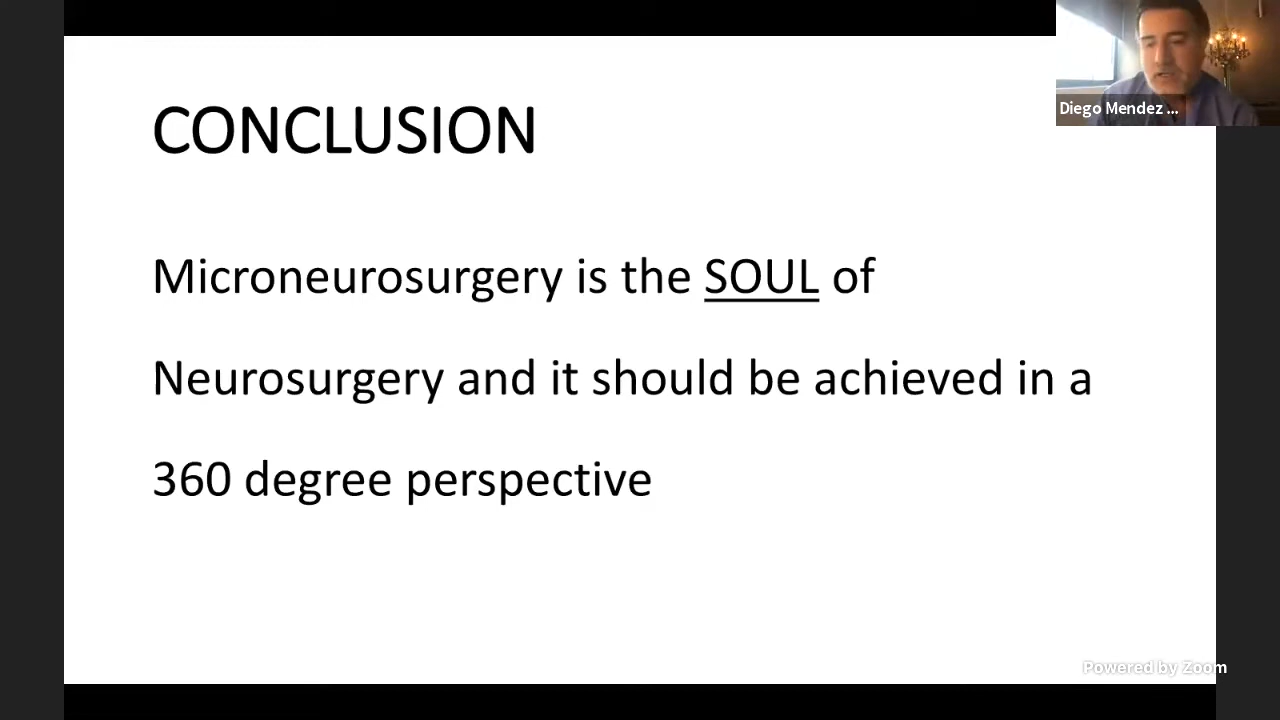 Diego Mendez ...
CONCLUSION
Microneurosurgery is the SOUL of
Neurosurgery and it should be achieved in a
360 degree perspective
Powered by Zoom